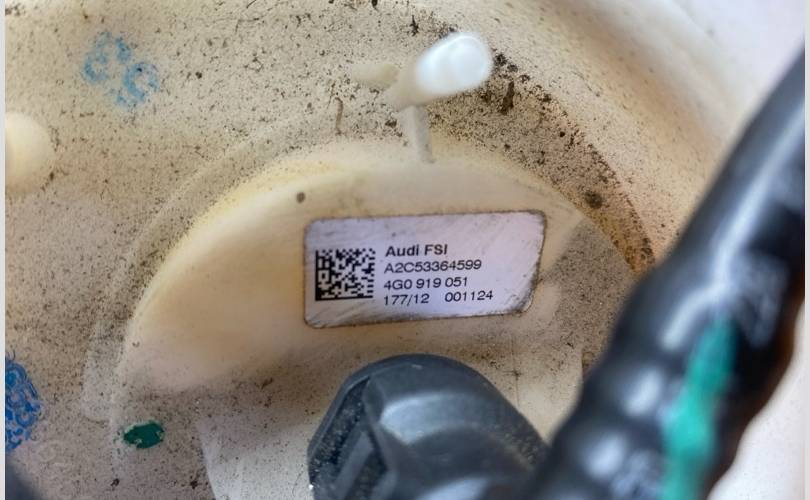 Audi FSI
A2C53364599
4G0 919 051
177/12 001124